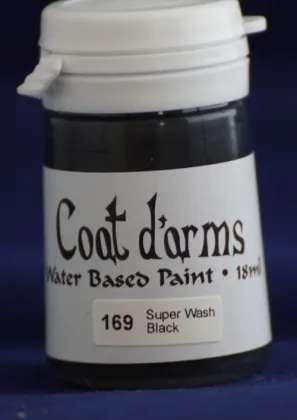 Coat d'arms
Water Based Paint • 18ml
169 Super Wash
Black